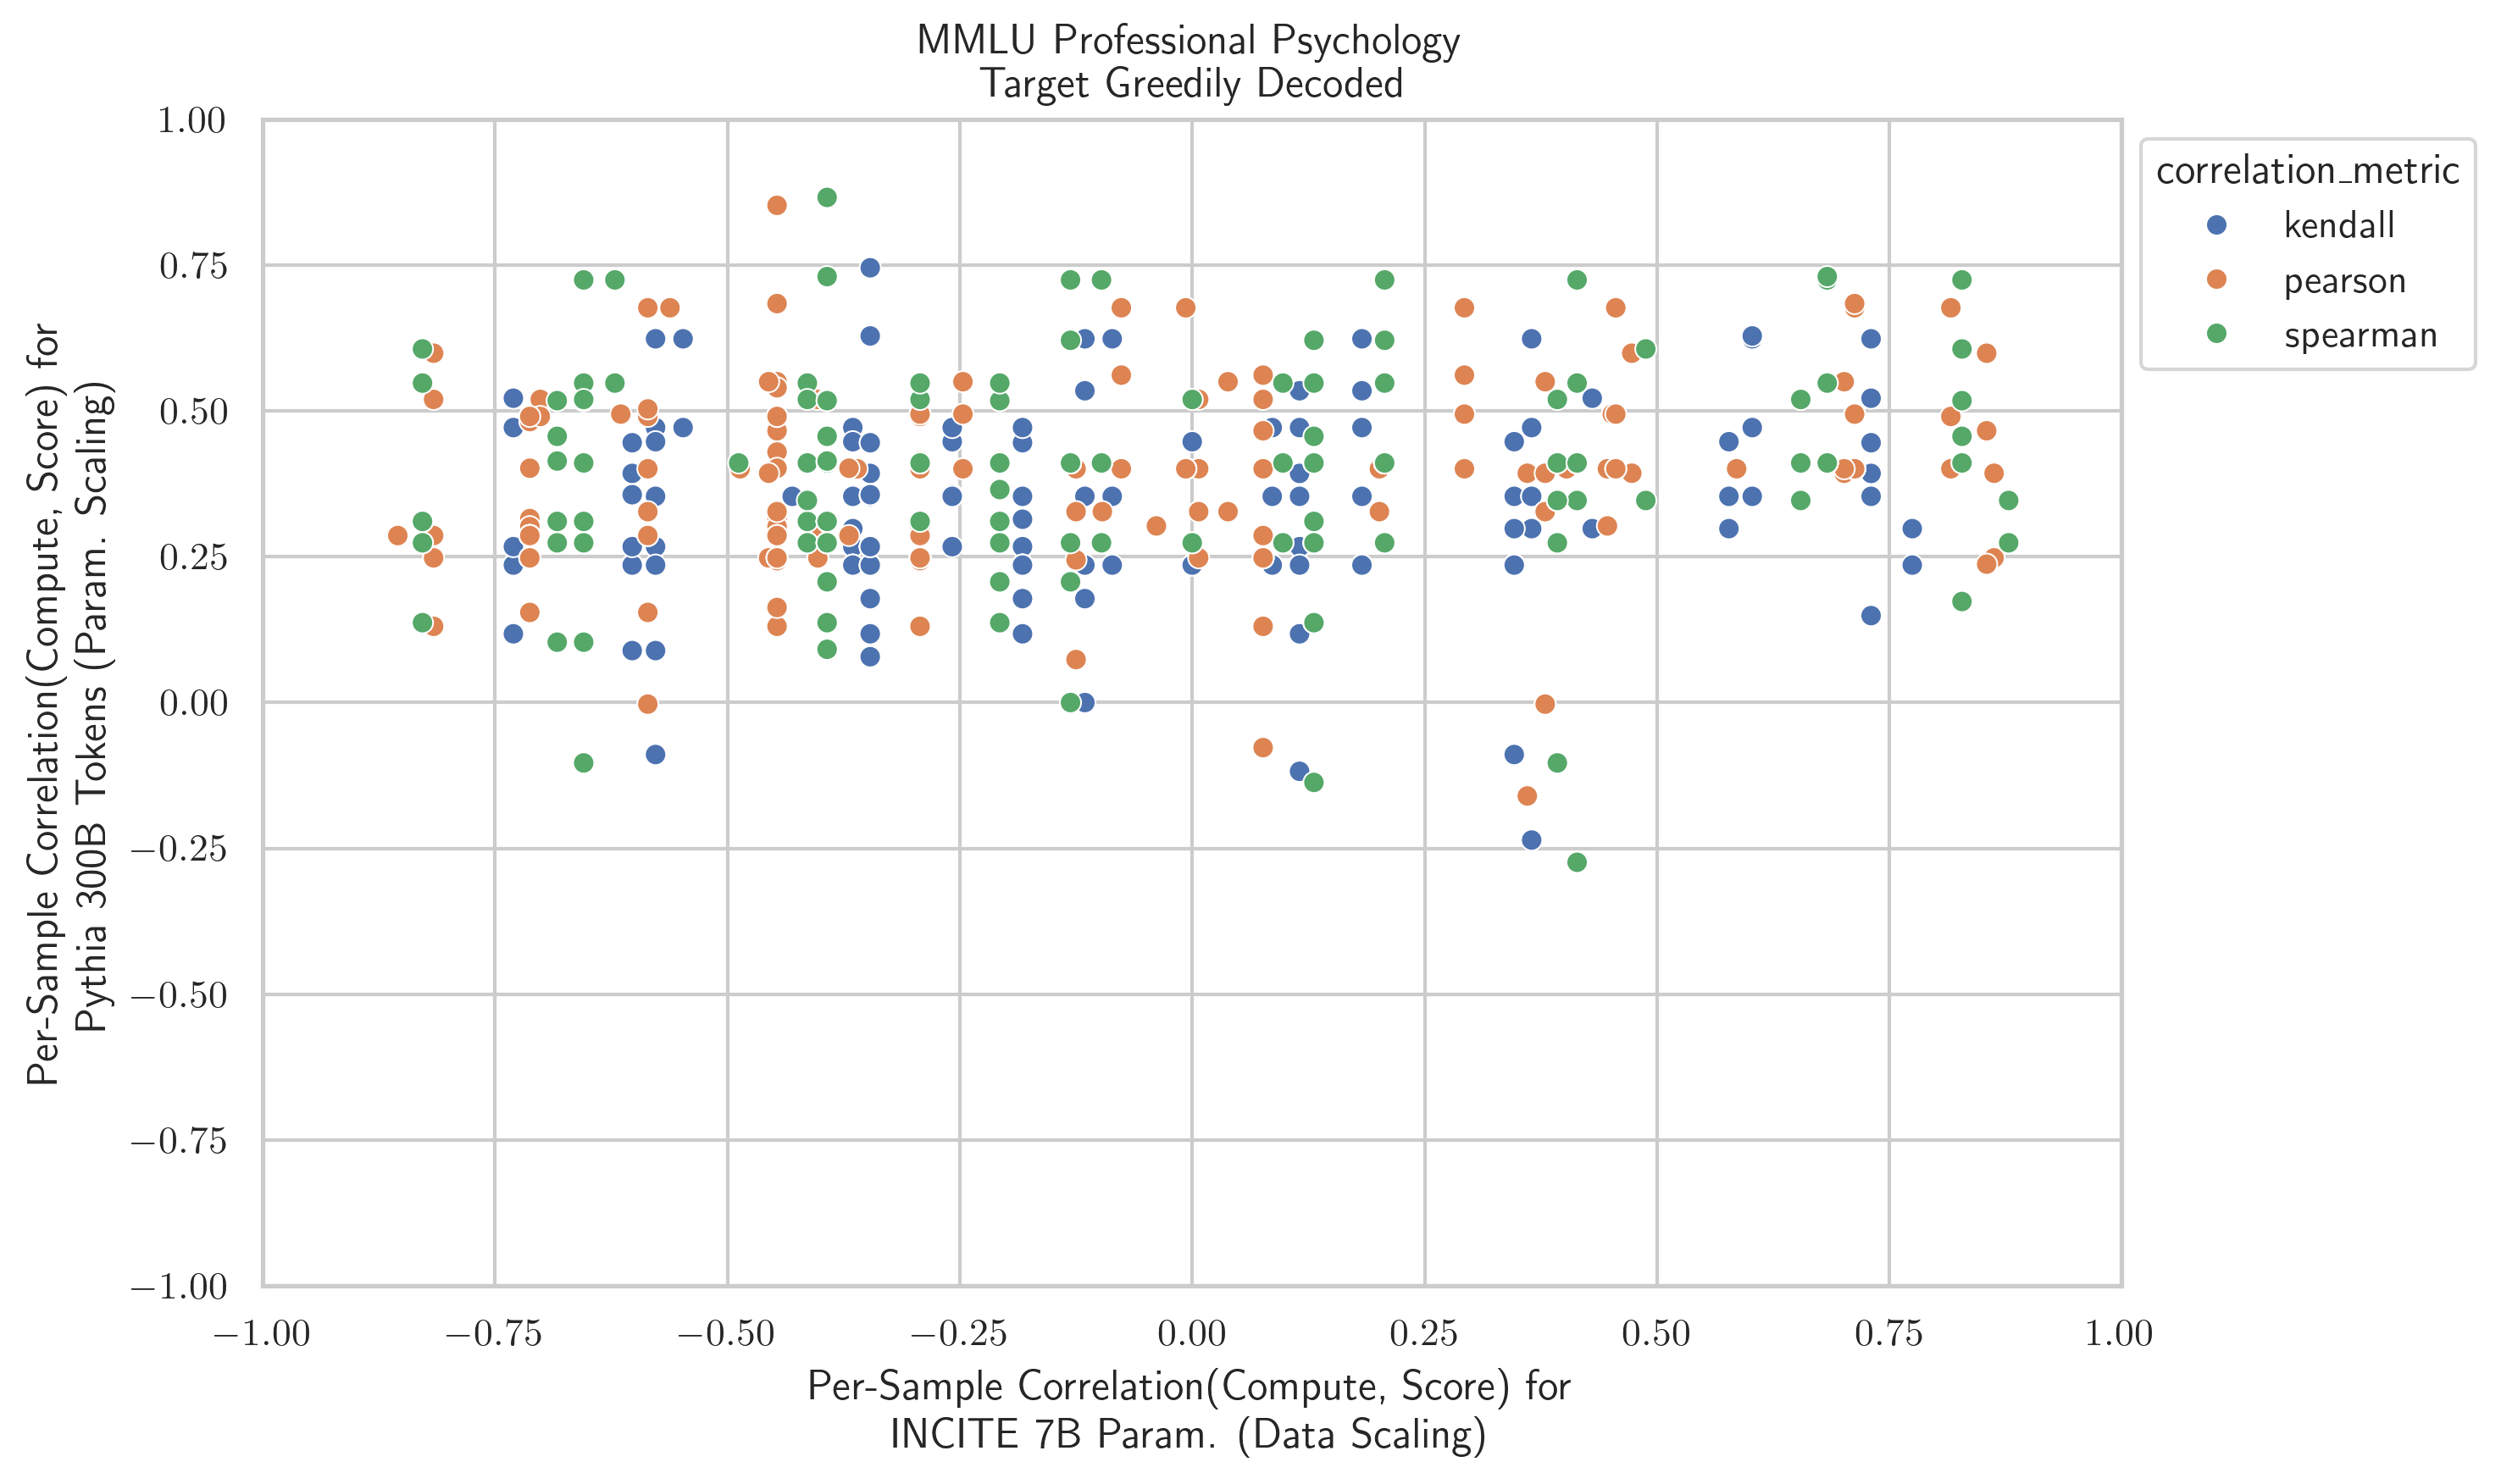 MMLU Professional Psychology
Target Greedily Decoded
Per-Sample Correlation(Compute, Score) for
Pythia 300B Tokens (Param. Scaling)
1.00
0.75
0.50
0.25
0.00
−0.25
−0.50
−0.75
−1.00
−1.00 −0.75 −0.50 −0.25 0.00 0.25 0.50 0.75 1.00
Per-Sample Correlation(Compute, Score) for
INCITE 7B Param. (Data Scaling)
correlation_metric
kendall
pearson
spearman